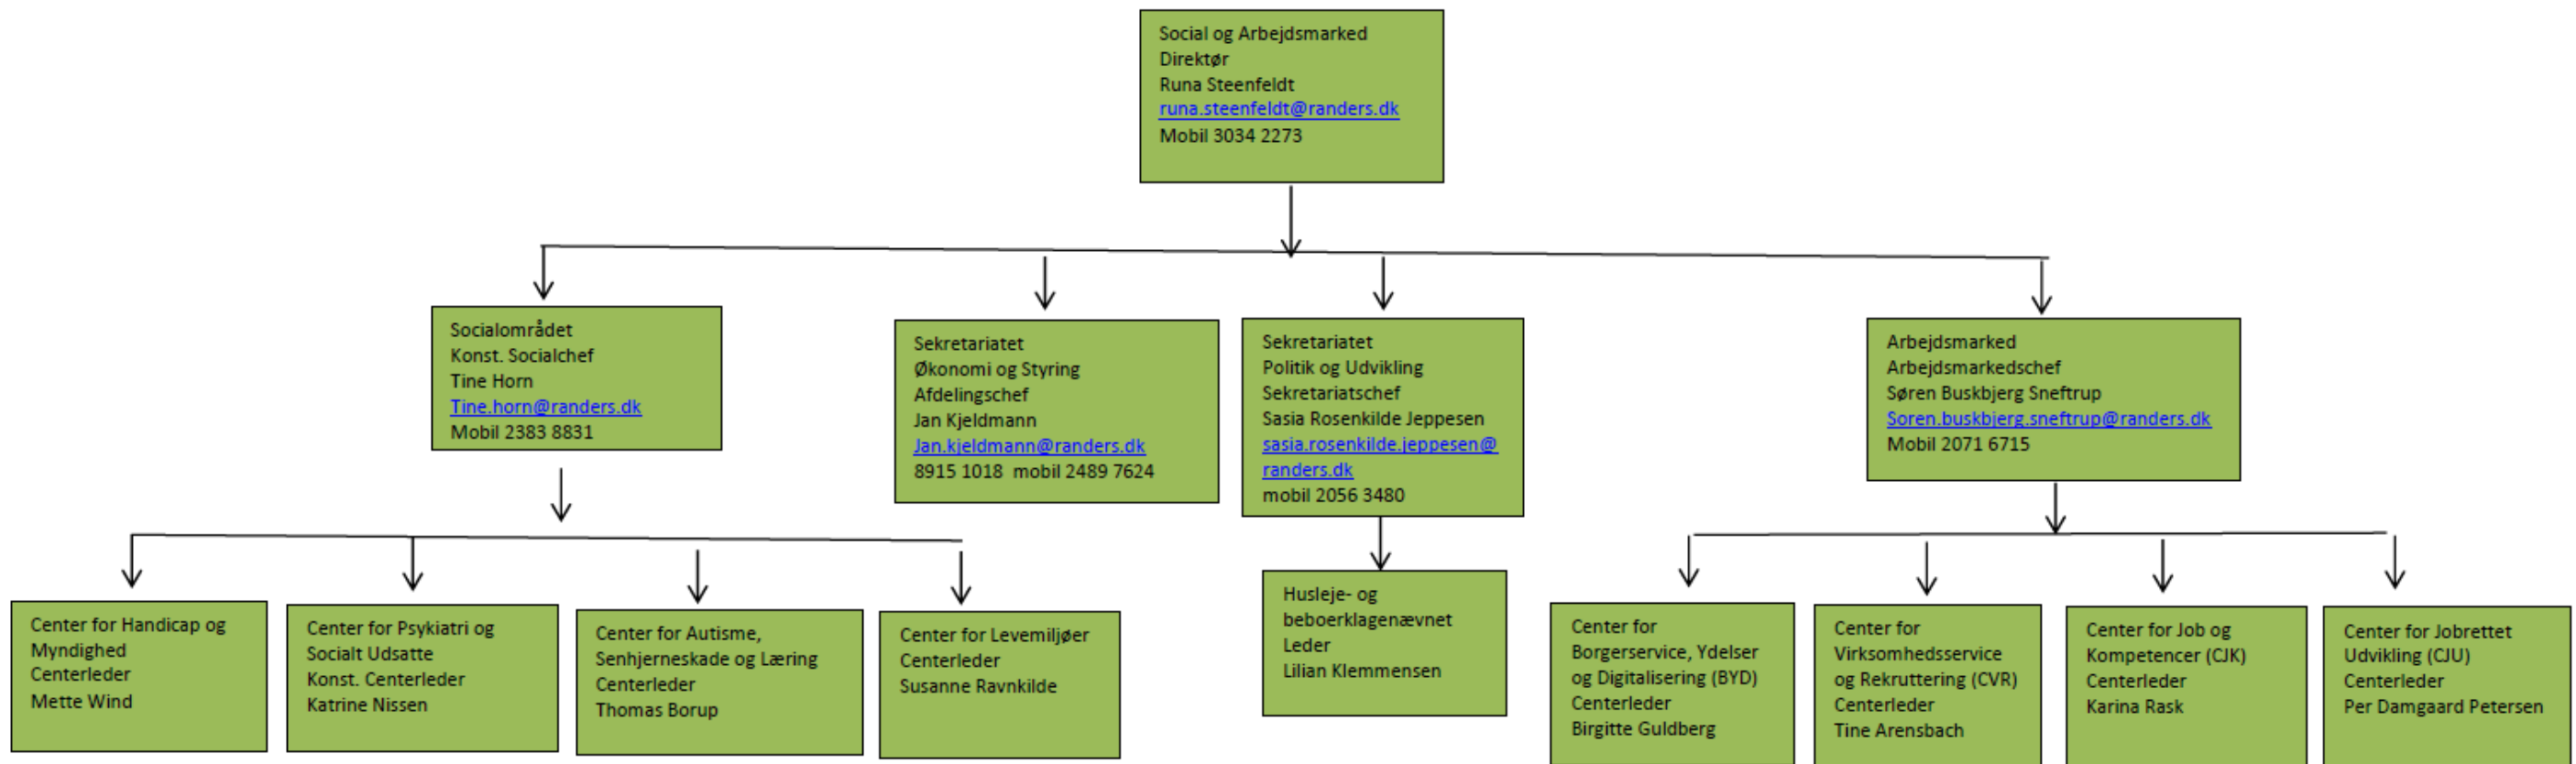 Social og Arbejdsmarked
Direktør
Runa Steenfeldt
runa.steenfeldt@randers.dk
Mobil 3034 2273
Socialområdet
Konst. Socialchef
Tine Horn
Tine.horn@randers.dk
Mobil 2383 8831
Sekretariatet
Økonomi og Styring
Afdelingschef
Jan Kjeldmann
Jan.kjeldmann@randers.dk
8915 1018  mobil 2489 7624
Sekretariatet
Politik og Udvikling
Sekretariatschef
Sasia Rosenkilde Jeppesen
sasia.rosenkilde.jeppesen@
randers.dk
mobil 2056 3480
Arbejdsmarked
Arbejdsmarkedschef
Søren Buskbjerg Sneftrup
Soren.buskbjerg.sneftrup@randers.dk
Mobil 2071 6715
Center for Handicap og
Myndighed
Centerleder
Mette Wind
Center for Psykiatri og
Socialt Udsatte
Konst. Centerleder
Katrine Nissen
Center for Autisme,
Senhjerneskade og Læring
Centerleder
Thomas Borup
Center for Levemiljøer
Centerleder
Susanne Ravnkilde
Husleje- og
beboerklagenævnet
Leder
Lilian Klemmensen
Center for
Borgerservice, Ydelser
og Digitalisering (BYD)
Centerleder
Birgitte Guldberg
Center for
Virksomhedsservice
og Rekruttering (CVR)
Centerleder
Tine Arensbach
Center for Job og
Kompetencer (CJK)
Centerleder
Karina Rask
Center for Jobrettet
Udvikling (CJU)
Centerleder
Per Damgaard Petersen